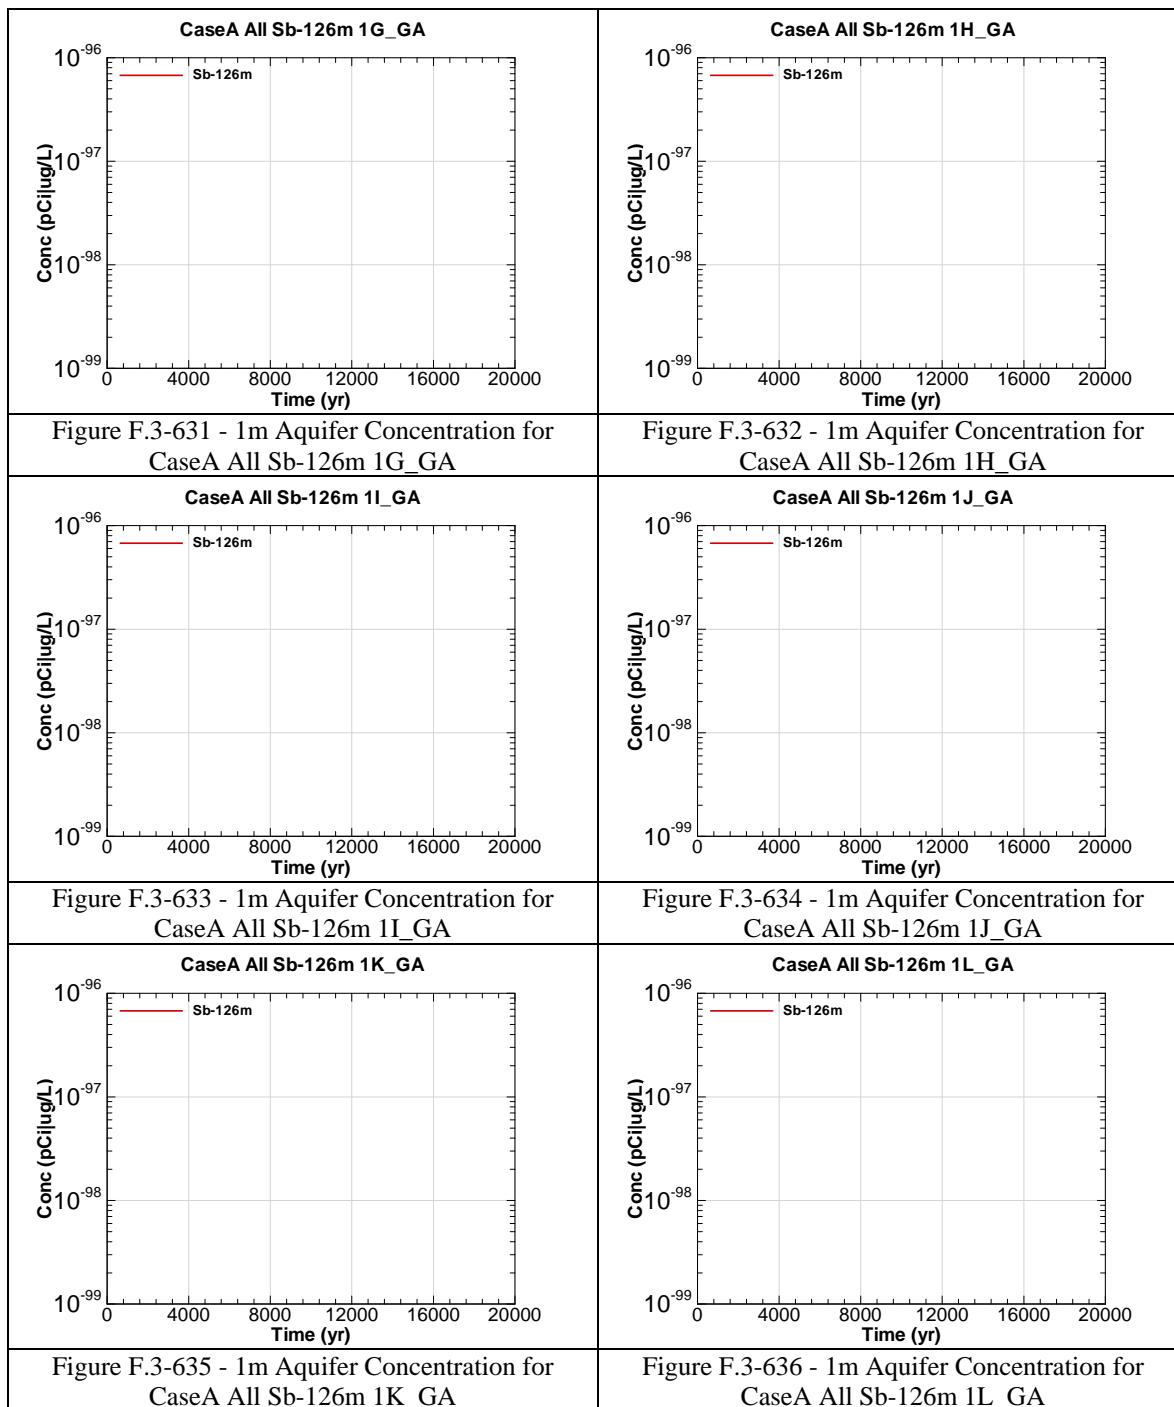 CaseA All Sb-126m 1G_GA
Sb-126m
10-96
10-97
10-98
10-99
Conc (pCi|ug/L)
0 4000 8000 12000 16000 20000
Time (yr)
Figure F.3-631 - 1m Aquifer Concentration for
CaseA All Sb-126m 1G_GA
CaseA All Sb-126m 1H_GA
Sb-126m
10-96
10-97
10-98
10-99
Conc (pCi|ug/L)
0 4000 8000 12000 16000 20000
Time (yr)
Figure F.3-632 - 1m Aquifer Concentration for
CaseA All Sb-126m 1H_GA
CaseA All Sb-126m 1I_GA
Sb-126m
10-96
10-97
10-98
10-99
Conc (pCi|ug/L)
0 4000 8000 12000 16000 20000
Time (yr)
Figure F.3-633 - 1m Aquifer Concentration for
CaseA All Sb-126m 1I_GA
CaseA All Sb-126m 1J_GA
Sb-126m
10-96
10-97
10-98
10-99
Conc (pCi|ug/L)
0 4000 8000 12000 16000 20000
Time (yr)
Figure F.3-634 - 1m Aquifer Concentration for
CaseA All Sb-126m 1J_GA
CaseA All Sb-126m 1K_GA
Sb-126m
10-96
10-97
10-98
10-99
Conc (pCi|ug/L)
0 4000 8000 12000 16000 20000
Time (yr)
Figure F.3-635 - 1m Aquifer Concentration for
CaseA All Sb-126m 1K_GA
CaseA All Sb-126m 1L_GA
Sb-126m
10-96
10-97
10-98
10-99
Conc (pCi|ug/L)
0 4000 8000 12000 16000 20000
Time (yr)
Figure F.3-636 - 1m Aquifer Concentration for
CaseA All Sb-126m 1L_GA